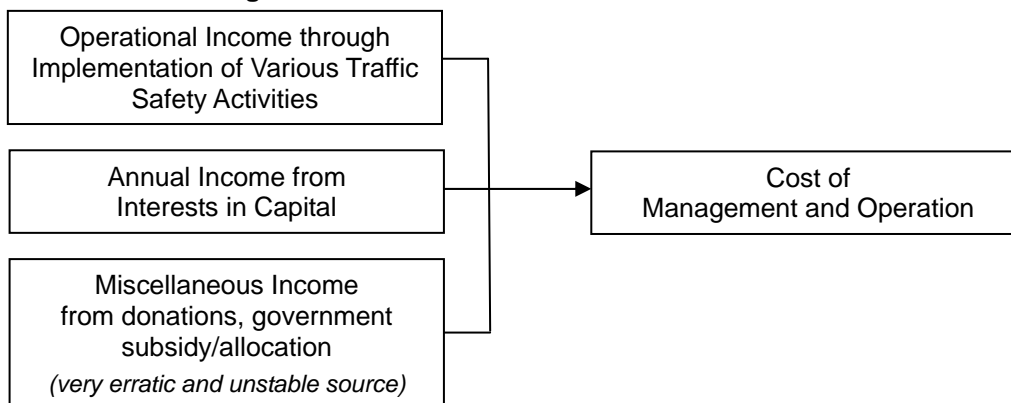 Operational Income through
Implementation of Various Traffic
Safety Activities
Annual Income from
Interests in Capital
Miscellaneous Income
from donations, government
subsidy/allocation
(very erratic and unstable source)
Cost of
Management and Operation